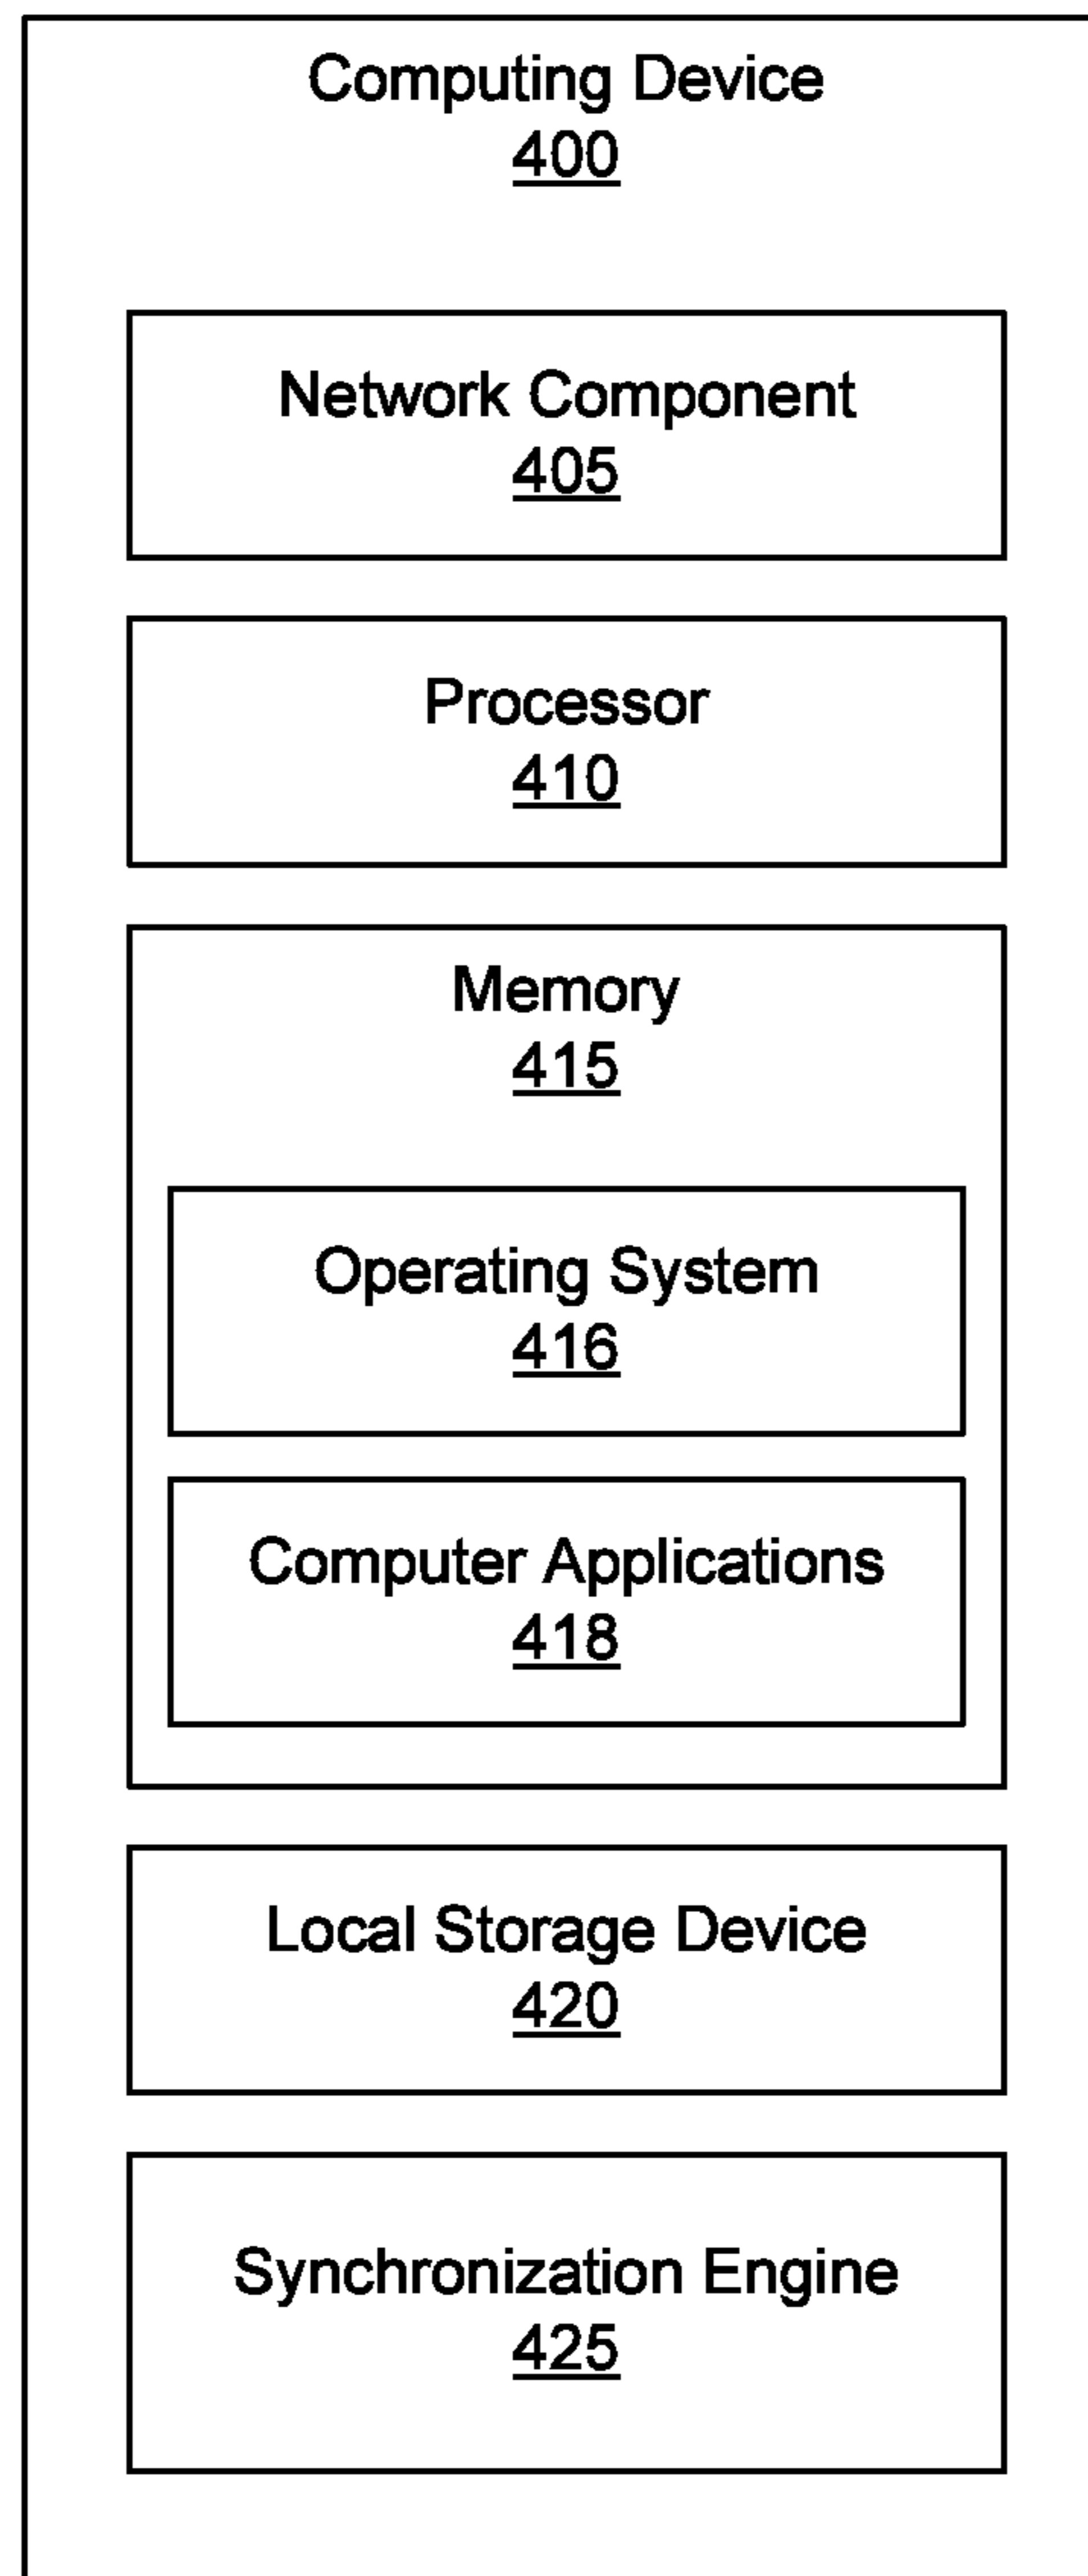 Computing Device
400
Network Component
405
Processor
410
Memory
415
Operating System
416
Computer Applications
418
Local Storage Device
420
Synchronization Engine
425